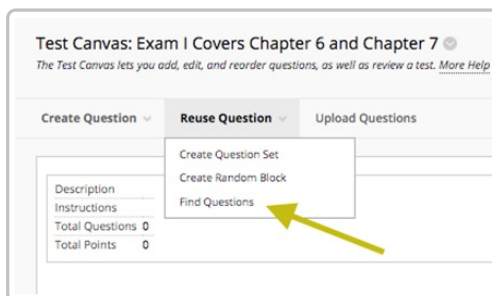 Test Canvas: Exam I Covers Chapter 6 and Chapter 7
The Test Canvas lets you add, edit, and reorder questions, as well as review a test. More Help
Create Question Reuse Question Upload Questions
Create Question Set
Create Random Block
Find Questions
Description
Instructions
Total Questions 0
Total Points 0